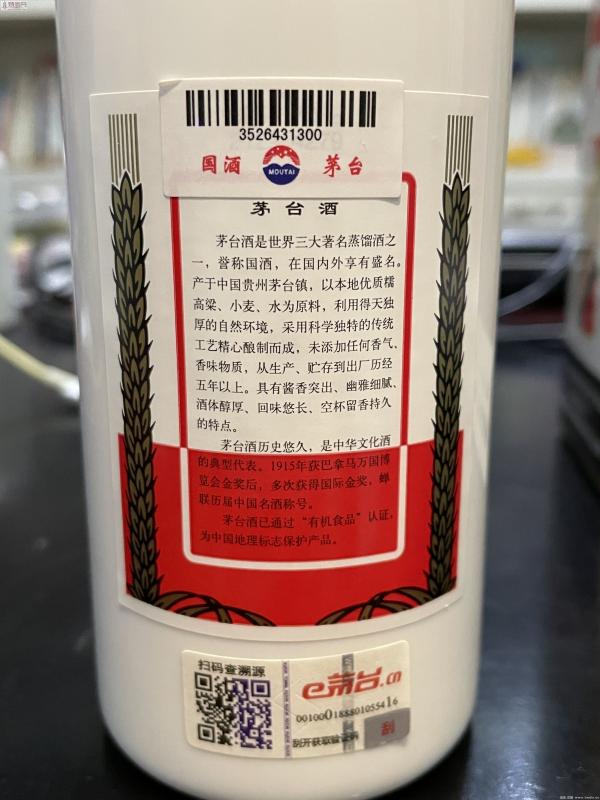 3526431300
国酒 MOUTAI 茅台
茅台酒
茅台酒是世界三大著名蒸馏酒之
一，誉称国酒，在国内外享有盛名。
产于中国贵州茅台镇，以本地优质糯
高粱、小麦、水为原料，利用得天独
厚的自然环境，采用科学独特的传统
工艺精心酿制而成，未添加任何香气、
香味物质，从生产、贮存到出厂历经
五年以上。具有酱香突出、幽雅细腻、
酒体醇厚、回味悠长、空杯留香持久
的特点。
茅台酒历史悠久，是中华文化酒
的典型代表。1915年获巴拿马万国博
览会金奖后，多次获得国际金奖，蝉
联历届中国名酒称号。
茅台酒已通过“有机食品”认证，
为中国地理标志保护产品。
扫码查溯源
e茅台.cn
001000188801055416
刮开获取验证码
刮